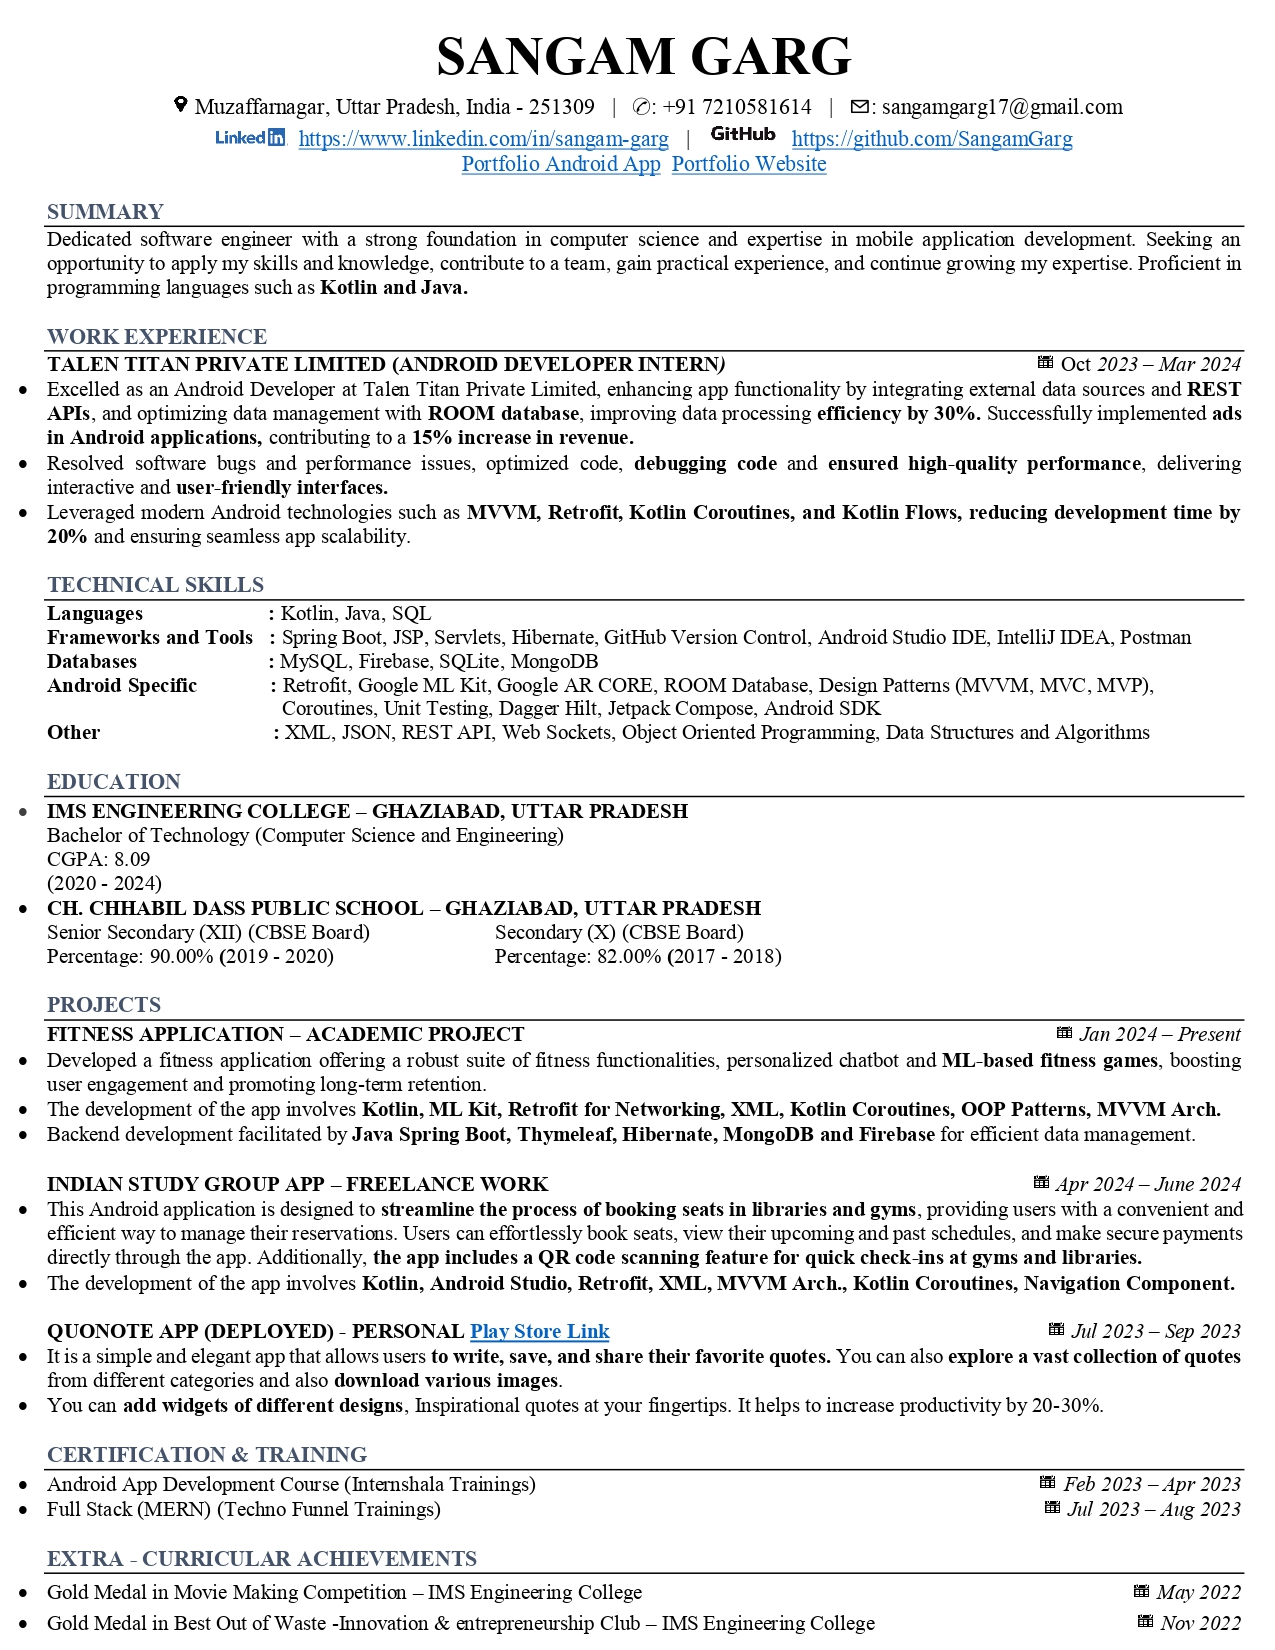 SANGAM GARG
Muzaffarnagar, Uttar Pradesh, India - 251309 | ✆: +91 7210581614 | 🖂: sangamgarg17@gmail.com
LinkedIn https://www.linkedin.com/in/sangam-garg | GitHub https://github.com/SangamGarg
Portfolio Android App Portfolio Website
SUMMARY
Dedicated software engineer with a strong foundation in computer science and expertise in mobile application development. Seeking an
opportunity to apply my skills and knowledge, contribute to a team, gain practical experience, and continue growing my expertise. Proficient in
programming languages such as Kotlin and Java.
WORK EXPERIENCE
TALEN TITAN PRIVATE LIMITED (ANDROID DEVELOPER INTERN) Oct 2023 – Mar 2024
• Excelled as an Android Developer at Talen Titan Private Limited, enhancing app functionality by integrating external data sources and REST
APIs, and optimizing data management with ROOM database, improving data processing efficiency by 30%. Successfully implemented ads
in Android applications, contributing to a 15% increase in revenue.
• Resolved software bugs and performance issues, optimized code, debugging code and ensured high-quality performance, delivering
interactive and user-friendly interfaces.
• Leveraged modern Android technologies such as MVVM, Retrofit, Kotlin Coroutines, and Kotlin Flows, reducing development time by
20% and ensuring seamless app scalability.
TECHNICAL SKILLS
Languages : Kotlin, Java, SQL
Frameworks and Tools : Spring Boot, JSP, Servlets, Hibernate, GitHub Version Control, Android Studio IDE, IntelliJ IDEA, Postman
Databases : MySQL, Firebase, SQLite, MongoDB
Android Specific : Retrofit, Google ML Kit, Google AR CORE, ROOM Database, Design Patterns (MVVM, MVC, MVP),
Coroutines, Unit Testing, Dagger Hilt, Jetpack Compose, Android SDK
Other : XML, JSON, REST API, Web Sockets, Object Oriented Programming, Data Structures and Algorithms
EDUCATION
• IMS ENGINEERING COLLEGE – GHAZIABAD, UTTAR PRADESH
Bachelor of Technology (Computer Science and Engineering)
CGPA: 8.09
(2020 - 2024)
• CH. CHHABIL DASS PUBLIC SCHOOL – GHAZIABAD, UTTAR PRADESH
Senior Secondary (XII) (CBSE Board) Secondary (X) (CBSE Board)
Percentage: 90.00% (2019 - 2020) Percentage: 82.00% (2017 - 2018)
PROJECTS
FITNESS APPLICATION – ACADEMIC PROJECT Jan 2024 – Present
• Developed a fitness application offering a robust suite of fitness functionalities, personalized chatbot and ML-based fitness games, boosting
user engagement and promoting long-term retention.
• The development of the app involves Kotlin, ML Kit, Retrofit for Networking, XML, Kotlin Coroutines, OOP Patterns, MVVM Arch.
• Backend development facilitated by Java Spring Boot, Thymeleaf, Hibernate, MongoDB and Firebase for efficient data management.
INDIAN STUDY GROUP APP – FREELANCE WORK Apr 2024 – June 2024
• This Android application is designed to streamline the process of booking seats in libraries and gyms, providing users with a convenient and
efficient way to manage their reservations. Users can effortlessly book seats, view their upcoming and past schedules, and make secure payments
directly through the app. Additionally, the app includes a QR code scanning feature for quick check-ins at gyms and libraries.
• The development of the app involves Kotlin, Android Studio, Retrofit, XML, MVVM Arch., Kotlin Coroutines, Navigation Component.
QUONOTE APP (DEPLOYED) - PERSONAL Play Store Link Jul 2023 – Sep 2023
• It is a simple and elegant app that allows users to write, save, and share their favorite quotes. You can also explore a vast collection of quotes
from different categories and also download various images.
• You can add widgets of different designs, Inspirational quotes at your fingertips. It helps to increase productivity by 20-30%.
CERTIFICATION & TRAINING
• Android App Development Course (Internshala Trainings) Feb 2023 – Apr 2023
• Full Stack (MERN) (Techno Funnel Trainings) Jul 2023 – Aug 2023
EXTRA - CURRICULAR ACHIEVEMENTS
• Gold Medal in Movie Making Competition – IMS Engineering College May 2022
• Gold Medal in Best Out of Waste -Innovation & entrepreneurship Club – IMS Engineering College Nov 2022